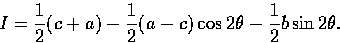 I = \frac{1}{2}(c + a) - \frac{1}{2}(a - c) \cos 2\theta - \frac{1}{2} b \sin 2\theta.